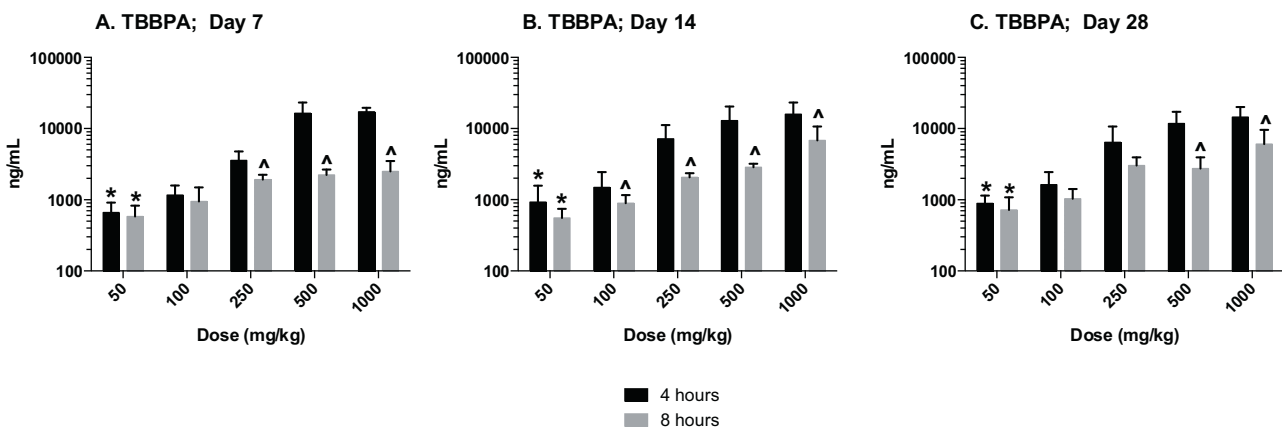 A. TBBPA; Day 7
100000
10000
1000
100
ng/mL
* * ^ ^ ^
50 100 250 500 1000
Dose (mg/kg)
B. TBBPA; Day 14
100000
10000
1000
100
ng/mL
* * ^ ^ ^ ^
50 100 250 500 1000
Dose (mg/kg)
C. TBBPA; Day 28
100000
10000
1000
100
ng/mL
* * ^ ^
50 100 250 500 1000
Dose (mg/kg)
4 hours
8 hours